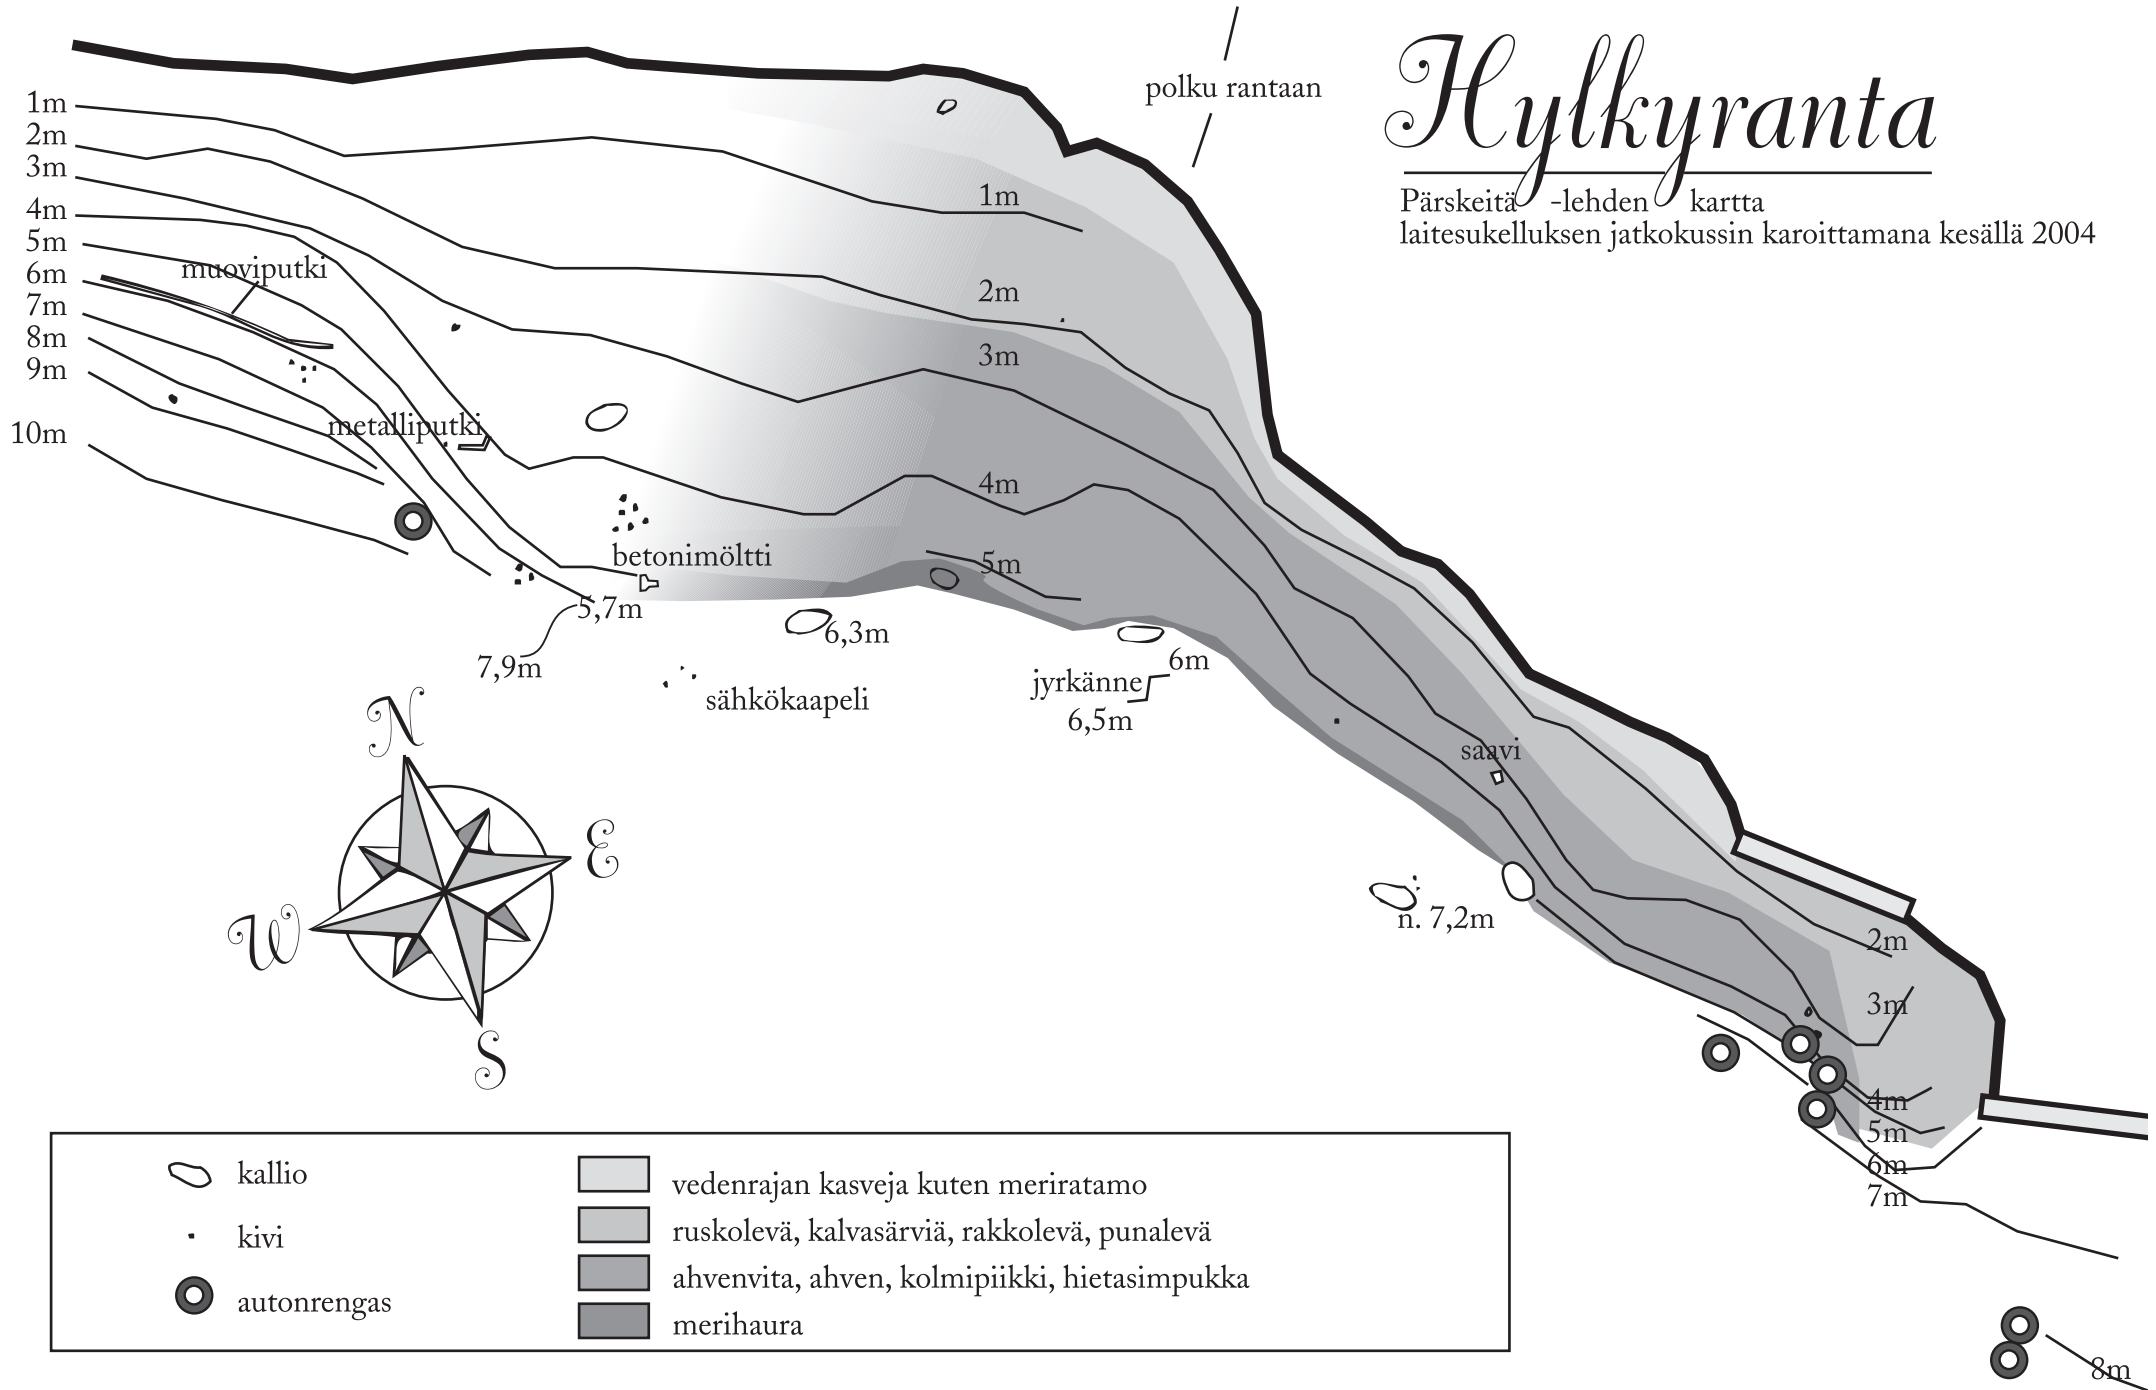 Hylkyranta
Pärskeitä -lehden kartta
laitesukelluksen jatkokussin karoittamana kesällä 2004
polku rantaan
1m
2m
3m
4m
5m
6m
7m
8m
9m
10m
muoviputki
metalliputki
betonimöltti
1m
2m
3m
4m
5m
5,7m
7,9m
6,3m
sähkökaapeli
6m
jyrkänne
6,5m
saavi
n. 7,2m
2m
3m
4m
5m
6m
7m
8m
N
E
W
S
kallio
kivi
autonrengas
vedenrajan kasveja kuten meriratamo
ruskolevä, kalvasärviä, rakkolevä, punalevä
ahvenvita, ahven, kolmipiikki, hietasimpukka
merihaura